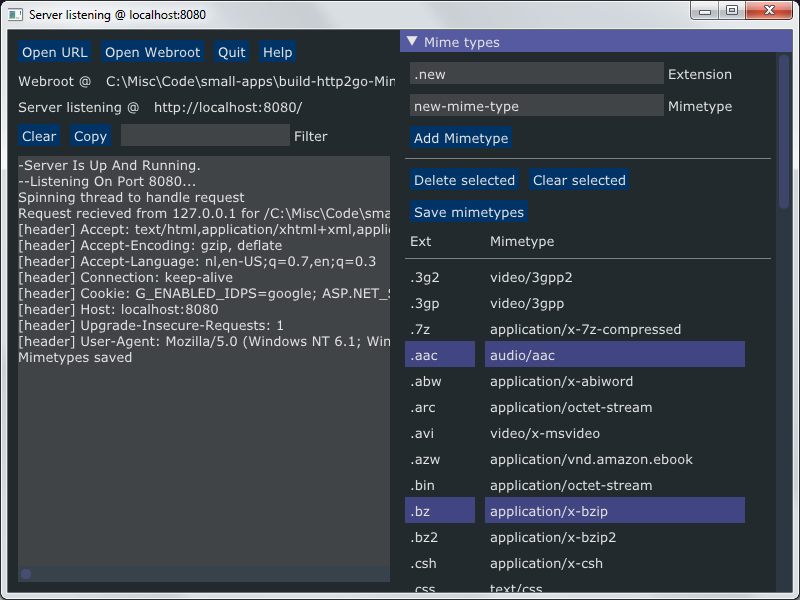 Server listening @ localhost:8080
Open URL Open Webroot Quit Help
Webroot @ C:\Misc\Code\small-apps\build-http2go-Min
Server listening @ http://localhost:8080/
Clear Copy Filter
-Server Is Up And Running.
--Listening On Port 8080...
Spinning thread to handle request
Request recieved from 127.0.0.1 for /C:\Misc\Code\sma
[header] Accept: text/html,application/xhtml+xml,applic
[header] Accept-Encoding: gzip, deflate
[header] Accept-Language: nl,en-US;q=0.7,en;q=0.3
[header] Connection: keep-alive
[header] Cookie: G_ENABLED_IDPS=google; ASP.NET_S
[header] Host: localhost:8080
[header] Upgrade-Insecure-Requests: 1
[header] User-Agent: Mozilla/5.0 (Windows NT 6.1; Win
Mimetypes saved
Mime types
.new Extension
new-mime-type Mimetype
Add Mimetype
Delete selected Clear selected
Save mimetypes
Ext Mimetype
.3g2 video/3gpp2
.3gp video/3gpp
.7z application/x-7z-compressed
.aac audio/aac
.abw application/x-abiword
.arc application/octet-stream
.avi video/x-msvideo
.azw application/vnd.amazon.ebook
.bin application/octet-stream
.bz application/x-bzip
.bz2 application/x-bzip2
.csh application/x-csh
.css text/css